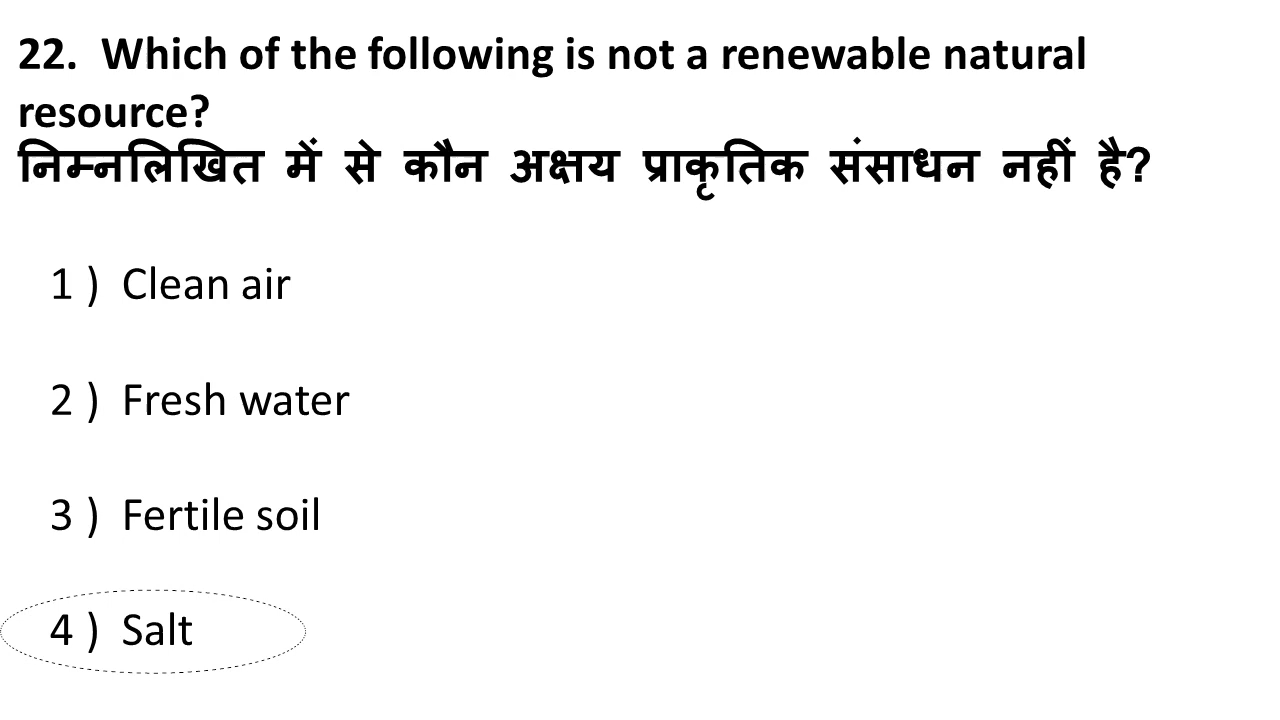 22. Which of the following is not a renewable natural
resource?
निम्नलिखित में से कौन अक्षय प्राकृतिक संसाधन नहीं है?
1 ) Clean air
2 ) Fresh water
3 ) Fertile soil
4 ) Salt